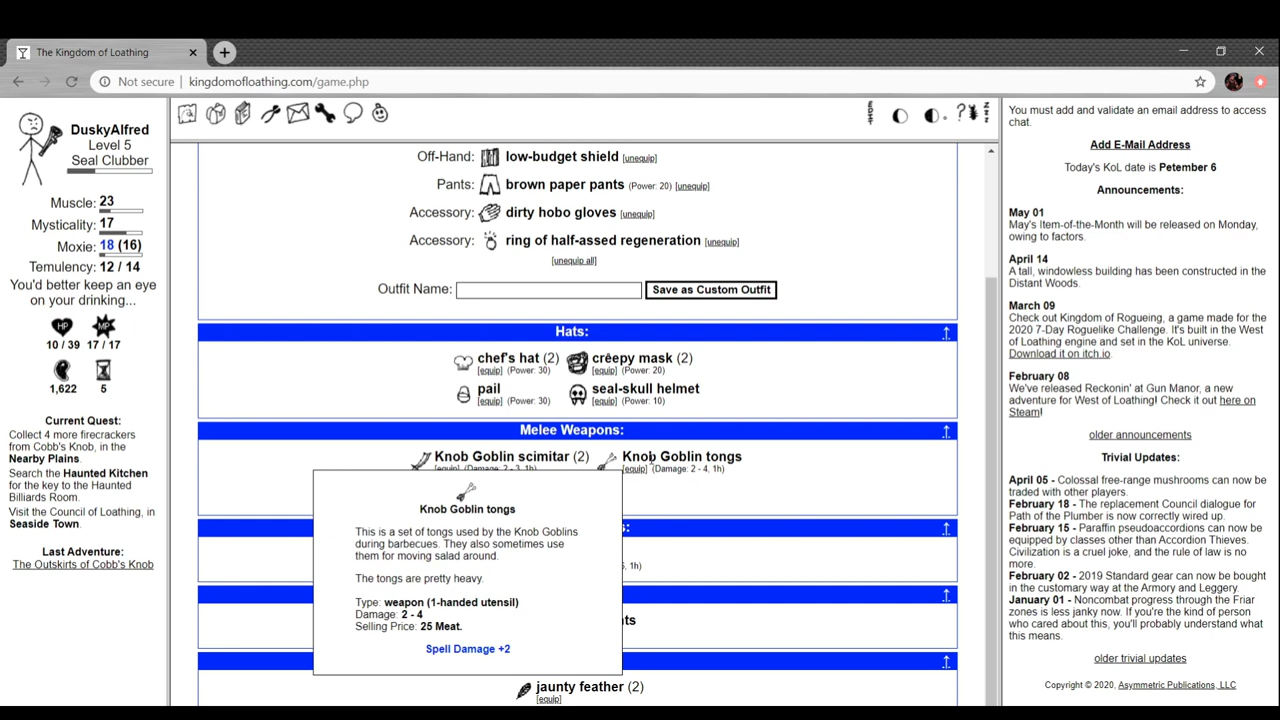 The Kingdom of Loathing
Not secure | kingdomofloathing.com/game.php
DuskyAlfred
Level 5
Seal Clubber
Muscle: 23
Mysticality: 17
Moxie: 18 (16)
Temulency: 12 / 14
You'd better keep an
eye on your drinking...
HP
MP
10 / 39
17 / 17
1,622
5
Current Quest:
Collect 4 more firecrackers
from Cobb's Knob, in the
Nearby Plains.
Search the Haunted Kitchen
for the key to the Haunted
Billiards Room.
Visit the Council of Loathing, in
Seaside Town.
Last Adventure:
The Outskirts of Cobb's Knob
Off-Hand: low-budget shield [unequip]
Pants: brown paper pants (Power: 20) [unequip]
Accessory: dirty hobo gloves [unequip]
Accessory: ring of half-assed regeneration [unequip]
[unequip all]
Outfit Name: Save as Custom Outfit
Hats:
chef's hat (2)
[equip] (Power: 30)
crêepy mask (2)
[equip] (Power: 20)
pail
[equip] (Power: 30)
seal-skull helmet
[equip] (Power: 10)
Melee Weapons:
Knob Goblin scimitar (2)
[equip] (Damage: 2 - 3, 1h)
Knob Goblin tongs
[equip] (Damage: 2 - 4, 1h)
Knob Goblin tongs
This is a set of tongs used by the Knob Goblins
during barbecues. They also sometimes use
them for moving salad around.
The tongs are pretty heavy.
Type: weapon (1-handed utensil)
Damage: 2 - 4
Selling Price: 25 Meat.
Spell Damage +2
s:
, 1h)
ts
jaunty feather (2)
[equip]
You must add and validate an email address to access
chat.
Add E-Mail Address
Today's KoL date is Petember 6
Announcements:
May 01
May's Item-of-the-Month will be released on Monday,
owing to factors.
April 14
A tall, windowless building has been constructed in the
Distant Woods.
March 09
Check out Kingdom of Rogueing, a game made for the
2020 7-Day Roguelike Challenge. It's built in the West
of Loathing engine and set in the KoL universe.
Download it on itch.io.
February 08
We've released Reckonin' at Gun Manor, a new
adventure for West of Loathing! Check it out here on
Steam!
older announcements
Trivial Updates:
April 05 - Colossal free-range mushrooms can now be
traded with other players.
February 18 - The replacement Council dialogue for
Path of the Plumber is now correctly wired up.
February 15 - Paraffin pseudoaccordions can now be
equipped by classes other than Accordion Thieves.
Civilization is a cruel joke, and the rule of law is no
more.
February 02 - 2019 Standard gear can now be bought
in the customary way at the Armory and Leggery.
January 01 - Noncombat progress through the Friar
zones is less janky now. If you're the kind of person
who cared about this, you'll probably understand what
this means.
older trivial updates
Copyright © 2020, Asymmetric Publications, LLC